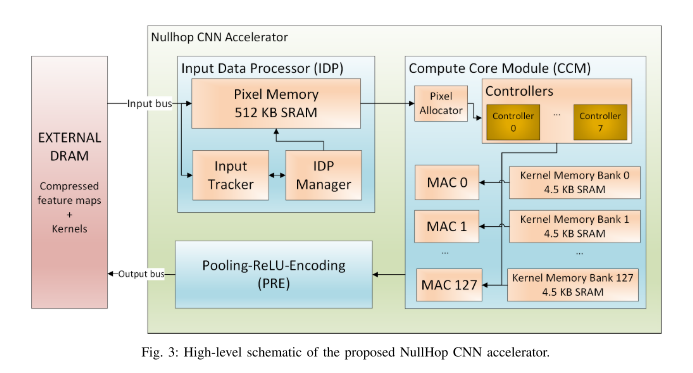 Nullhop CNN Accelerator
EXTERNAL
DRAM
Compressed
feature maps
+
Kernels
Input bus
Output bus
Input Data Processor (IDP)
Pixel Memory
512 KB SRAM
Input
Tracker
IDP
Manager
Pooling-ReLU-Encoding
(PRE)
Compute Core Module (CCM)
Pixel
Allocator
Controllers
Controller
0
...
Controller
7
MAC 0
Kernel Memory Bank 0
4.5 KB SRAM
MAC 1
Kernel Memory Bank 1
4.5 KB SRAM
...
...
MAC 127
Kernel Memory Bank 127
4.5 KB SRAM
Fig. 3: High-level schematic of the proposed NullHop CNN accelerator.